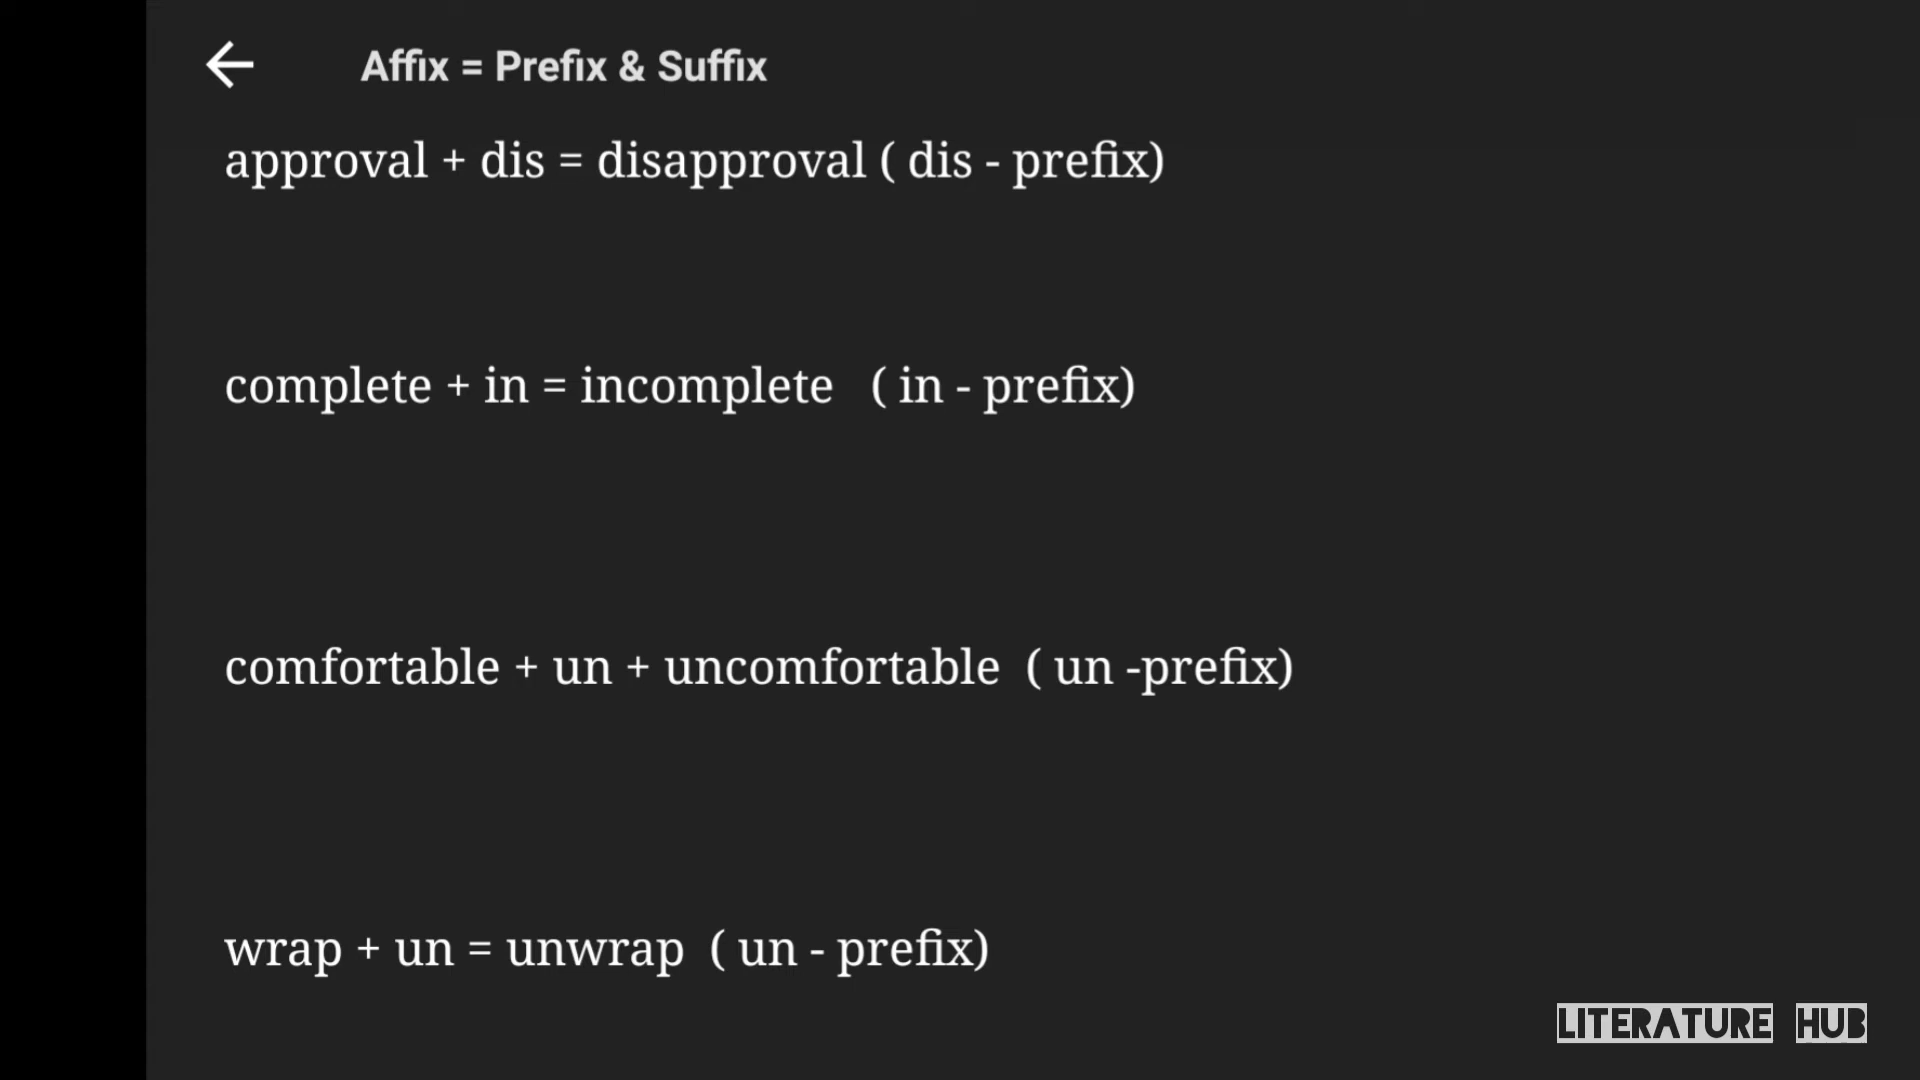 Affix = Prefix & Suffix
approval + dis = disapproval ( dis - prefix)
complete + in = incomplete ( in - prefix)
comfortable + un + uncomfortable ( un -prefix)
wrap + un = unwrap ( un - prefix)
LITERATURE HUB